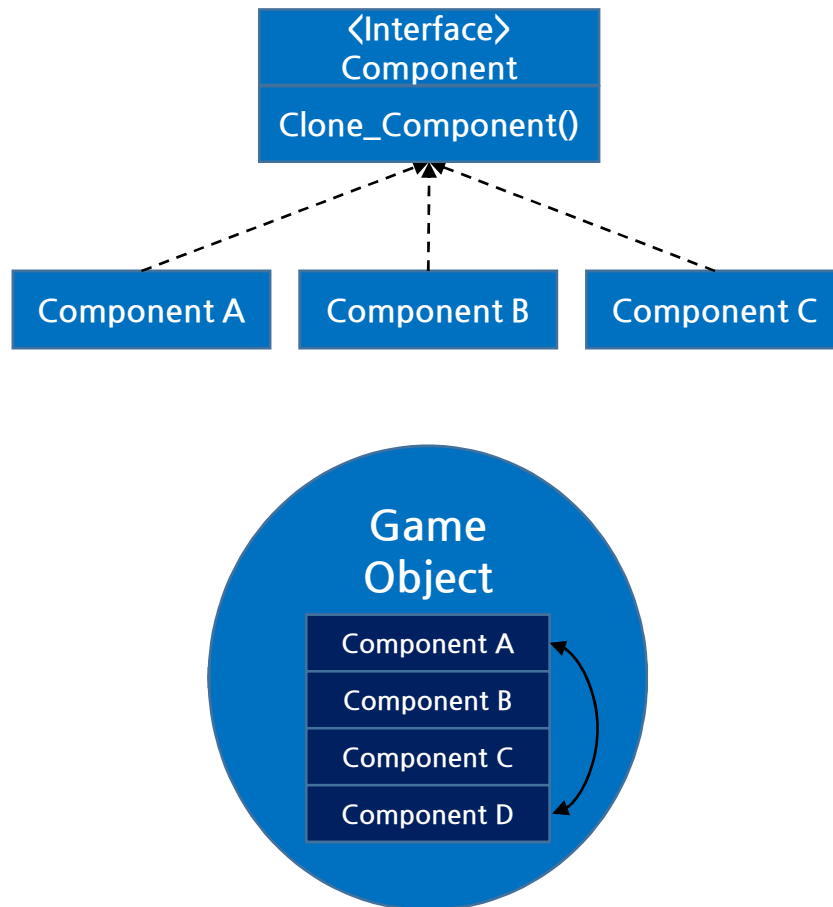 〈Interface〉
Component
Clone_Component()
Component A
Component B
Component C
Game
Object
Component A
Component B
Component C
Component D